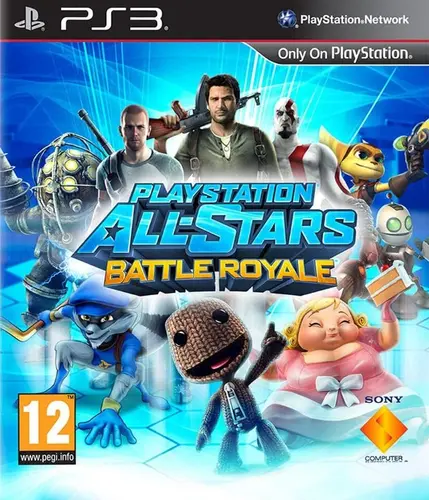 PS3
PlayStation®Network
Only On PlayStation®
PLAYSTATION
ALL-STARS
BATTLE ROYALE
12
www.pegi.info
SONY
COMPUTER